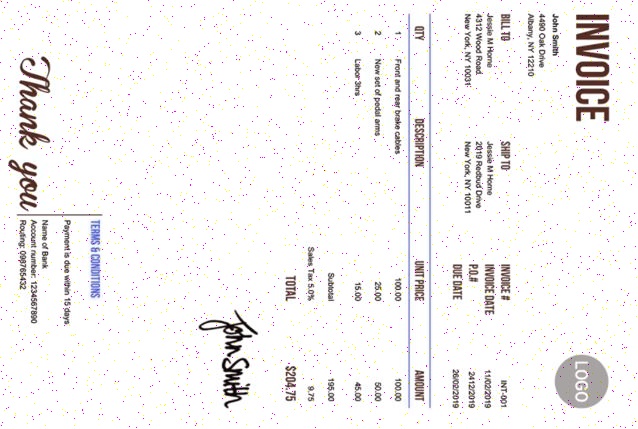 INVOICE
LOGO
John Smith
4490 Oak Drive
Albany, NY 12210
BILL TO
Jessie M Horne
4312 Wood Road
New York, NY 10031
SHIP TO
Jessie M Horne
2019 Redbud Drive
New York, NY 10011
INVOICE # INT-001
INVOICE DATE 11/02/2019
P.O.# 2412/2019
DUE DATE 26/02/2019
QTY DESCRIPTION UNIT PRICE AMOUNT
1 Front and rear brake cables 100.00 100.00
2 New set of pedal arms 25.00 50.00
3 Labor 3hrs 15.00 45.00
Subtotal 195.00
Sales Tax 5.0% 9.75
TOTAL $204.75
John Smith
TERMS & CONDITIONS
Payment is due within 15 days.
Name of Bank
Account number: 1234567890
Routing: 098765432
Thank you